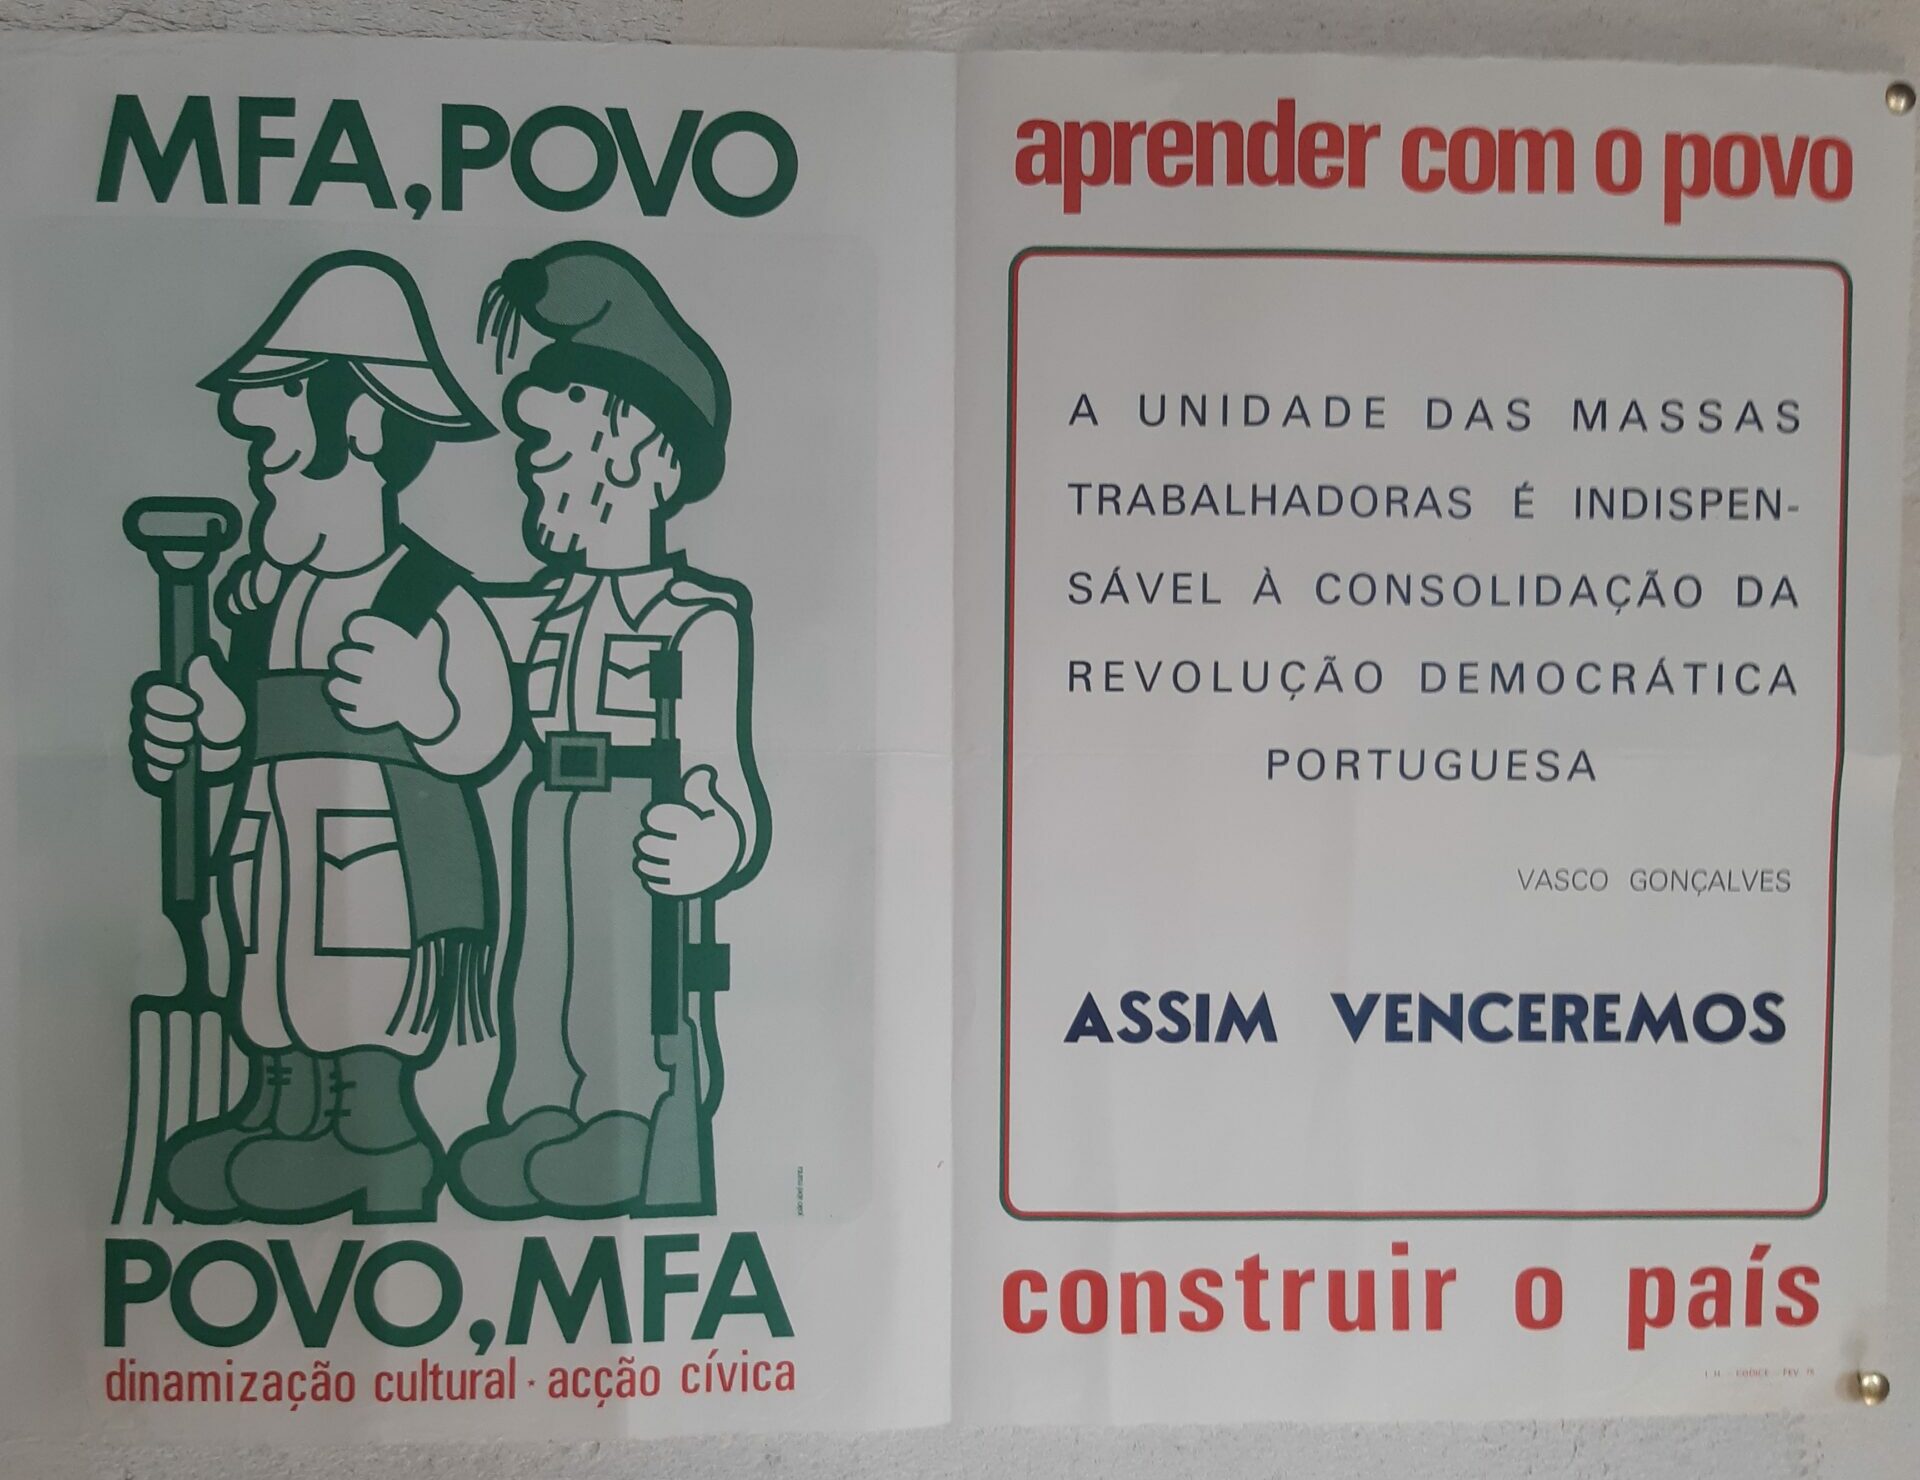 MFA, POVO
POVO, MFA
dinamização cultural · acção cívica
aprender com o povo
A UNIDADE DAS MASSAS
TRABALHADORAS É INDISPEN-
SÁVEL À CONSOLIDAÇÃO DA
REVOLUÇÃO DEMOCRÁTICA
PORTUGUESA
VASCO GONÇALVES
ASSIM VENCEREMOS
construir o país